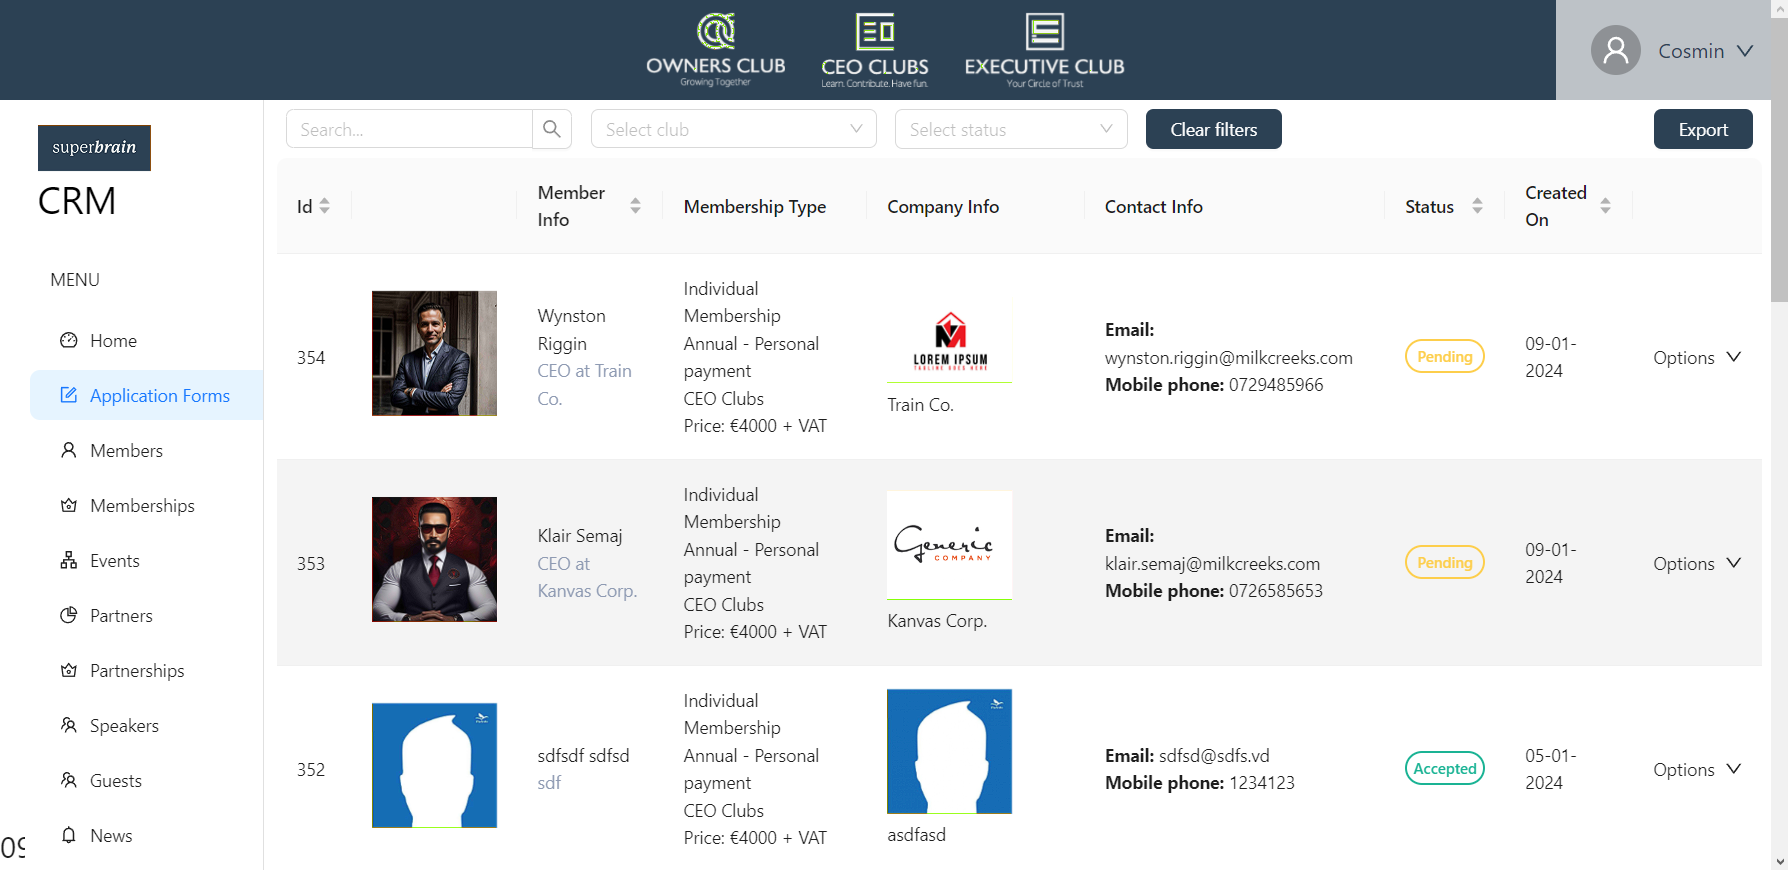 OWNERS CLUB
Growing Together
CEO CLUBS
Learn. Contribute. Have fun.
EXECUTIVE CLUB
Your Circle of Trust
Cosmin
superbrain
CRM
MENU
Home
Application Forms
Members
Memberships
Events
Partners
Partnerships
Speakers
Guests
News
09
Search...
Select club
Select status
Clear filters
Export
Id
Member
Info
Membership Type
Company Info
Contact Info
Status
Created
On
354
Wynston
Riggin
CEO at Train
Co.
Individual
Membership
Annual - Personal
payment
CEO Clubs
Price: €4000 + VAT
LOREM IPSUM
TAGLINE GOES HERE
Train Co.
Email:
wynston.riggin@milkcreeks.com
Mobile phone: 0729485966
Pending
09-01-
2024
Options
353
Klair Semaj
CEO at
Kanvas Corp.
Individual
Membership
Annual - Personal
payment
CEO Clubs
Price: €4000 + VAT
Generic
COMPANY
Kanvas Corp.
Email:
klair.semaj@milkcreeks.com
Mobile phone: 0726585653
Pending
09-01-
2024
Options
352
sdfsdf sdfsd
sdf
Individual
Membership
Annual - Personal
payment
CEO Clubs
Price: €4000 + VAT
asdfasd
Email: sdfsd@sdfs.vd
Mobile phone: 1234123
Accepted
05-01-
2024
Options